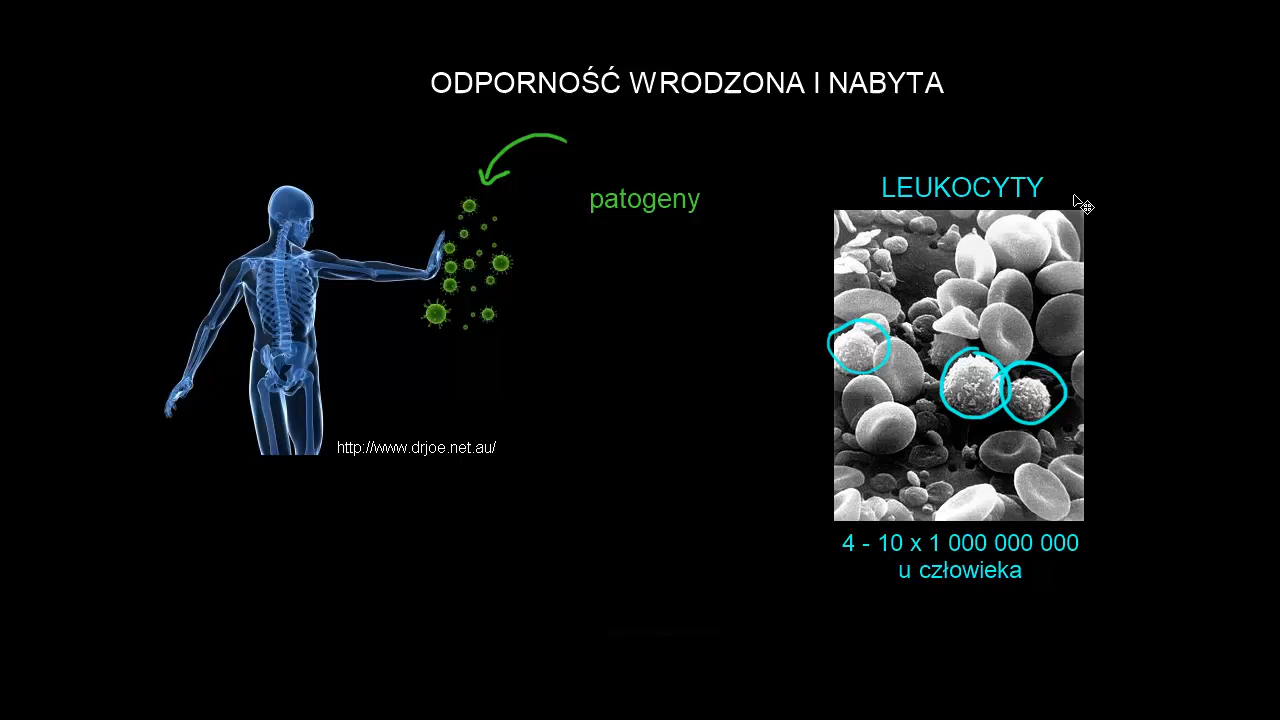 ODPORNOŚĆ WRODZONA I NABYTA
patogeny
LEUKOCYTY
http://www.drjoe.net.au/
4 - 10 x 1 000 000 000
u człowieka